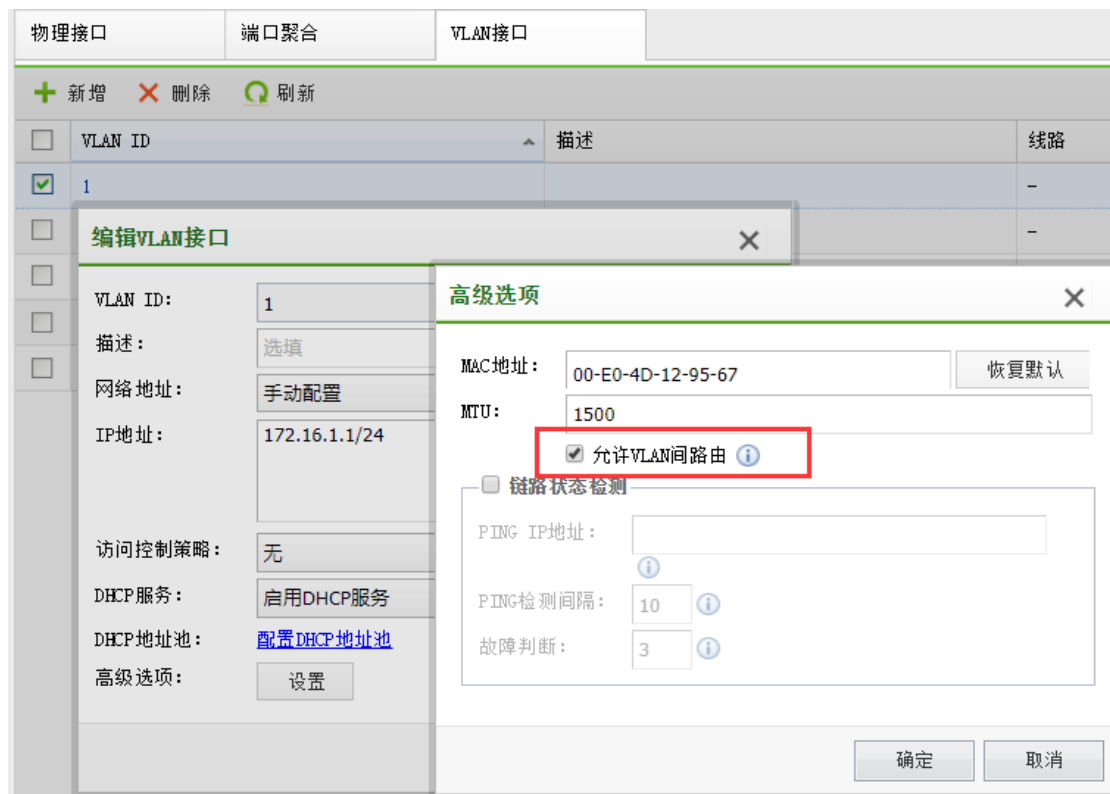 物理接口 端口聚合 VLAN接口
新增 删除 刷新
VLAN ID 描述 线路
1 -
-
编辑VLAN接口
VLAN ID: 1
描述: 选填
网络地址: 手动配置
IP地址: 172.16.1.1/24
访问控制策略: 无
DHCP服务: 启用DHCP服务
DHCP地址池: 配置DHCP地址池
高级选项: 设置
高级选项
MAC地址: 00-E0-4D-12-95-67 恢复默认
MTU: 1500
允许VLAN间路由
链路状态检测
PING IP地址:
PING检测间隔: 10
故障判断: 3
确定 取消